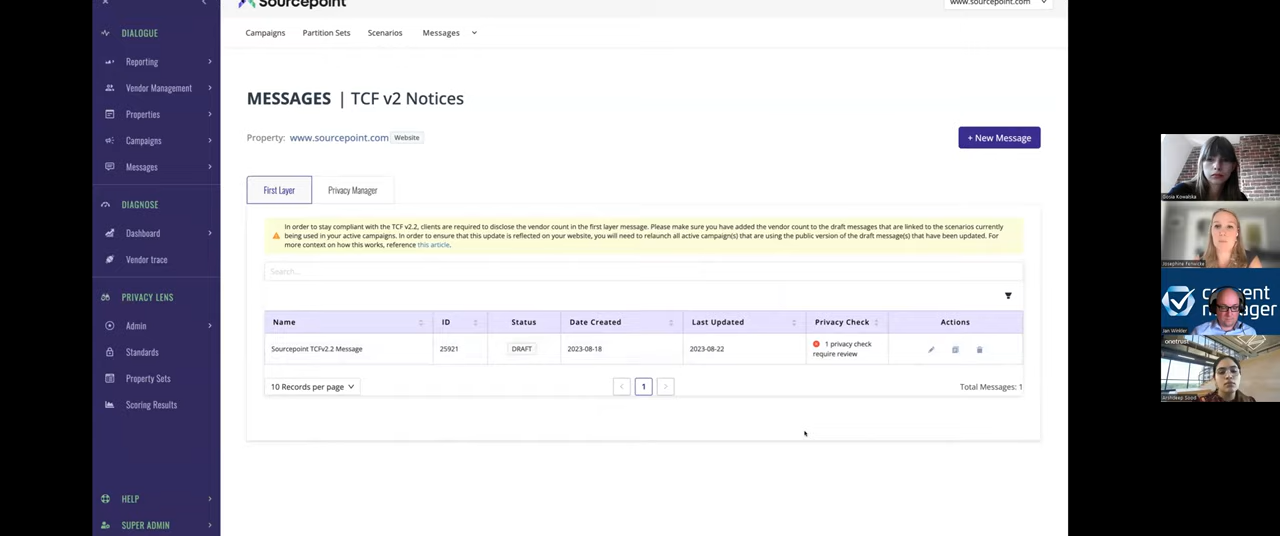 Sourcepoint
www.sourcepoint.com
Campaigns Partition Sets Scenarios Messages
DIALOGUE
Reporting
Vendor Management
Properties
Campaigns
Messages
DIAGNOSE
Dashboard
Vendor trace
PRIVACY LENS
Admin
Standards
Property Sets
Scoring Results
HELP
SUPER ADMIN
MESSAGES | TCF v2 Notices
Property: www.sourcepoint.com Website
+ New Message
First Layer Privacy Manager
In order to stay compliant with the TCF v2.2, clients are required to disclose the vendor count in the first layer message. Please make sure you have added the vendor count to the draft messages that are linked to the scenarios currently
being used in your active campaigns. In order to ensure that this update is reflected on your website, you will need to relaunch all active campaign(s) that are using the public version of the draft message(s) that have been updated. For
more context on how this works, reference this article.
Search...
Name ID Status Date Created Last Updated Privacy Check Actions
Sourcepoint TCFv2.2 Message 25921 DRAFT 2023-08-18 2023-08-22 1 privacy check
require review
10 Records per page < 1 > Total Messages: 1
Kowalska
Josephine
consent
manager
Jan Winkler
onetrust
Sood